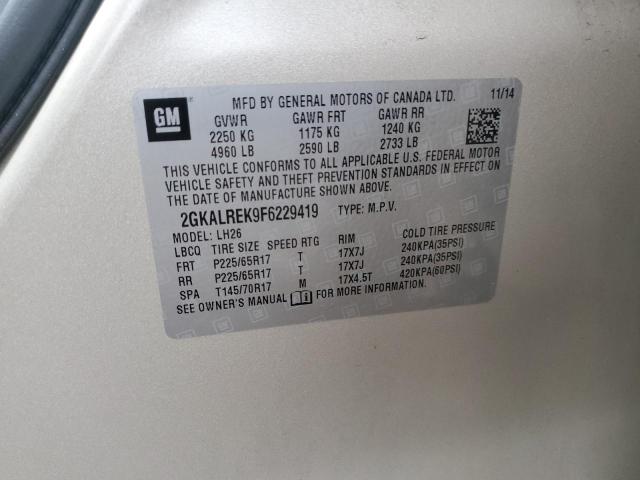 GM ®
MFD BY GENERAL MOTORS OF CANADA LTD. 11/14
GVWR GAWR FRT GAWR RR
2250 KG 1175 KG 1240 KG
4960 LB 2590 LB 2733 LB
THIS VEHICLE CONFORMS TO ALL APPLICABLE U.S. FEDERAL MOTOR
VEHICLE SAFETY AND THEFT PREVENTION STANDARDS IN EFFECT ON
THE DATE OF MANUFACTURE SHOWN ABOVE.
2GKALREK9F6229419 TYPE: M.P.V.
MODEL: LH26
LBCQ TIRE SIZE SPEED RTG RIM COLD TIRE PRESSURE
FRT P225/65R17 T 17X7J 240KPA(35PSI)
RR P225/65R17 T 17X7J 240KPA(35PSI)
SPA T145/70R17 M 17X4.5T 420KPA(60PSI)
SEE OWNER'S MANUAL FOR MORE INFORMATION.